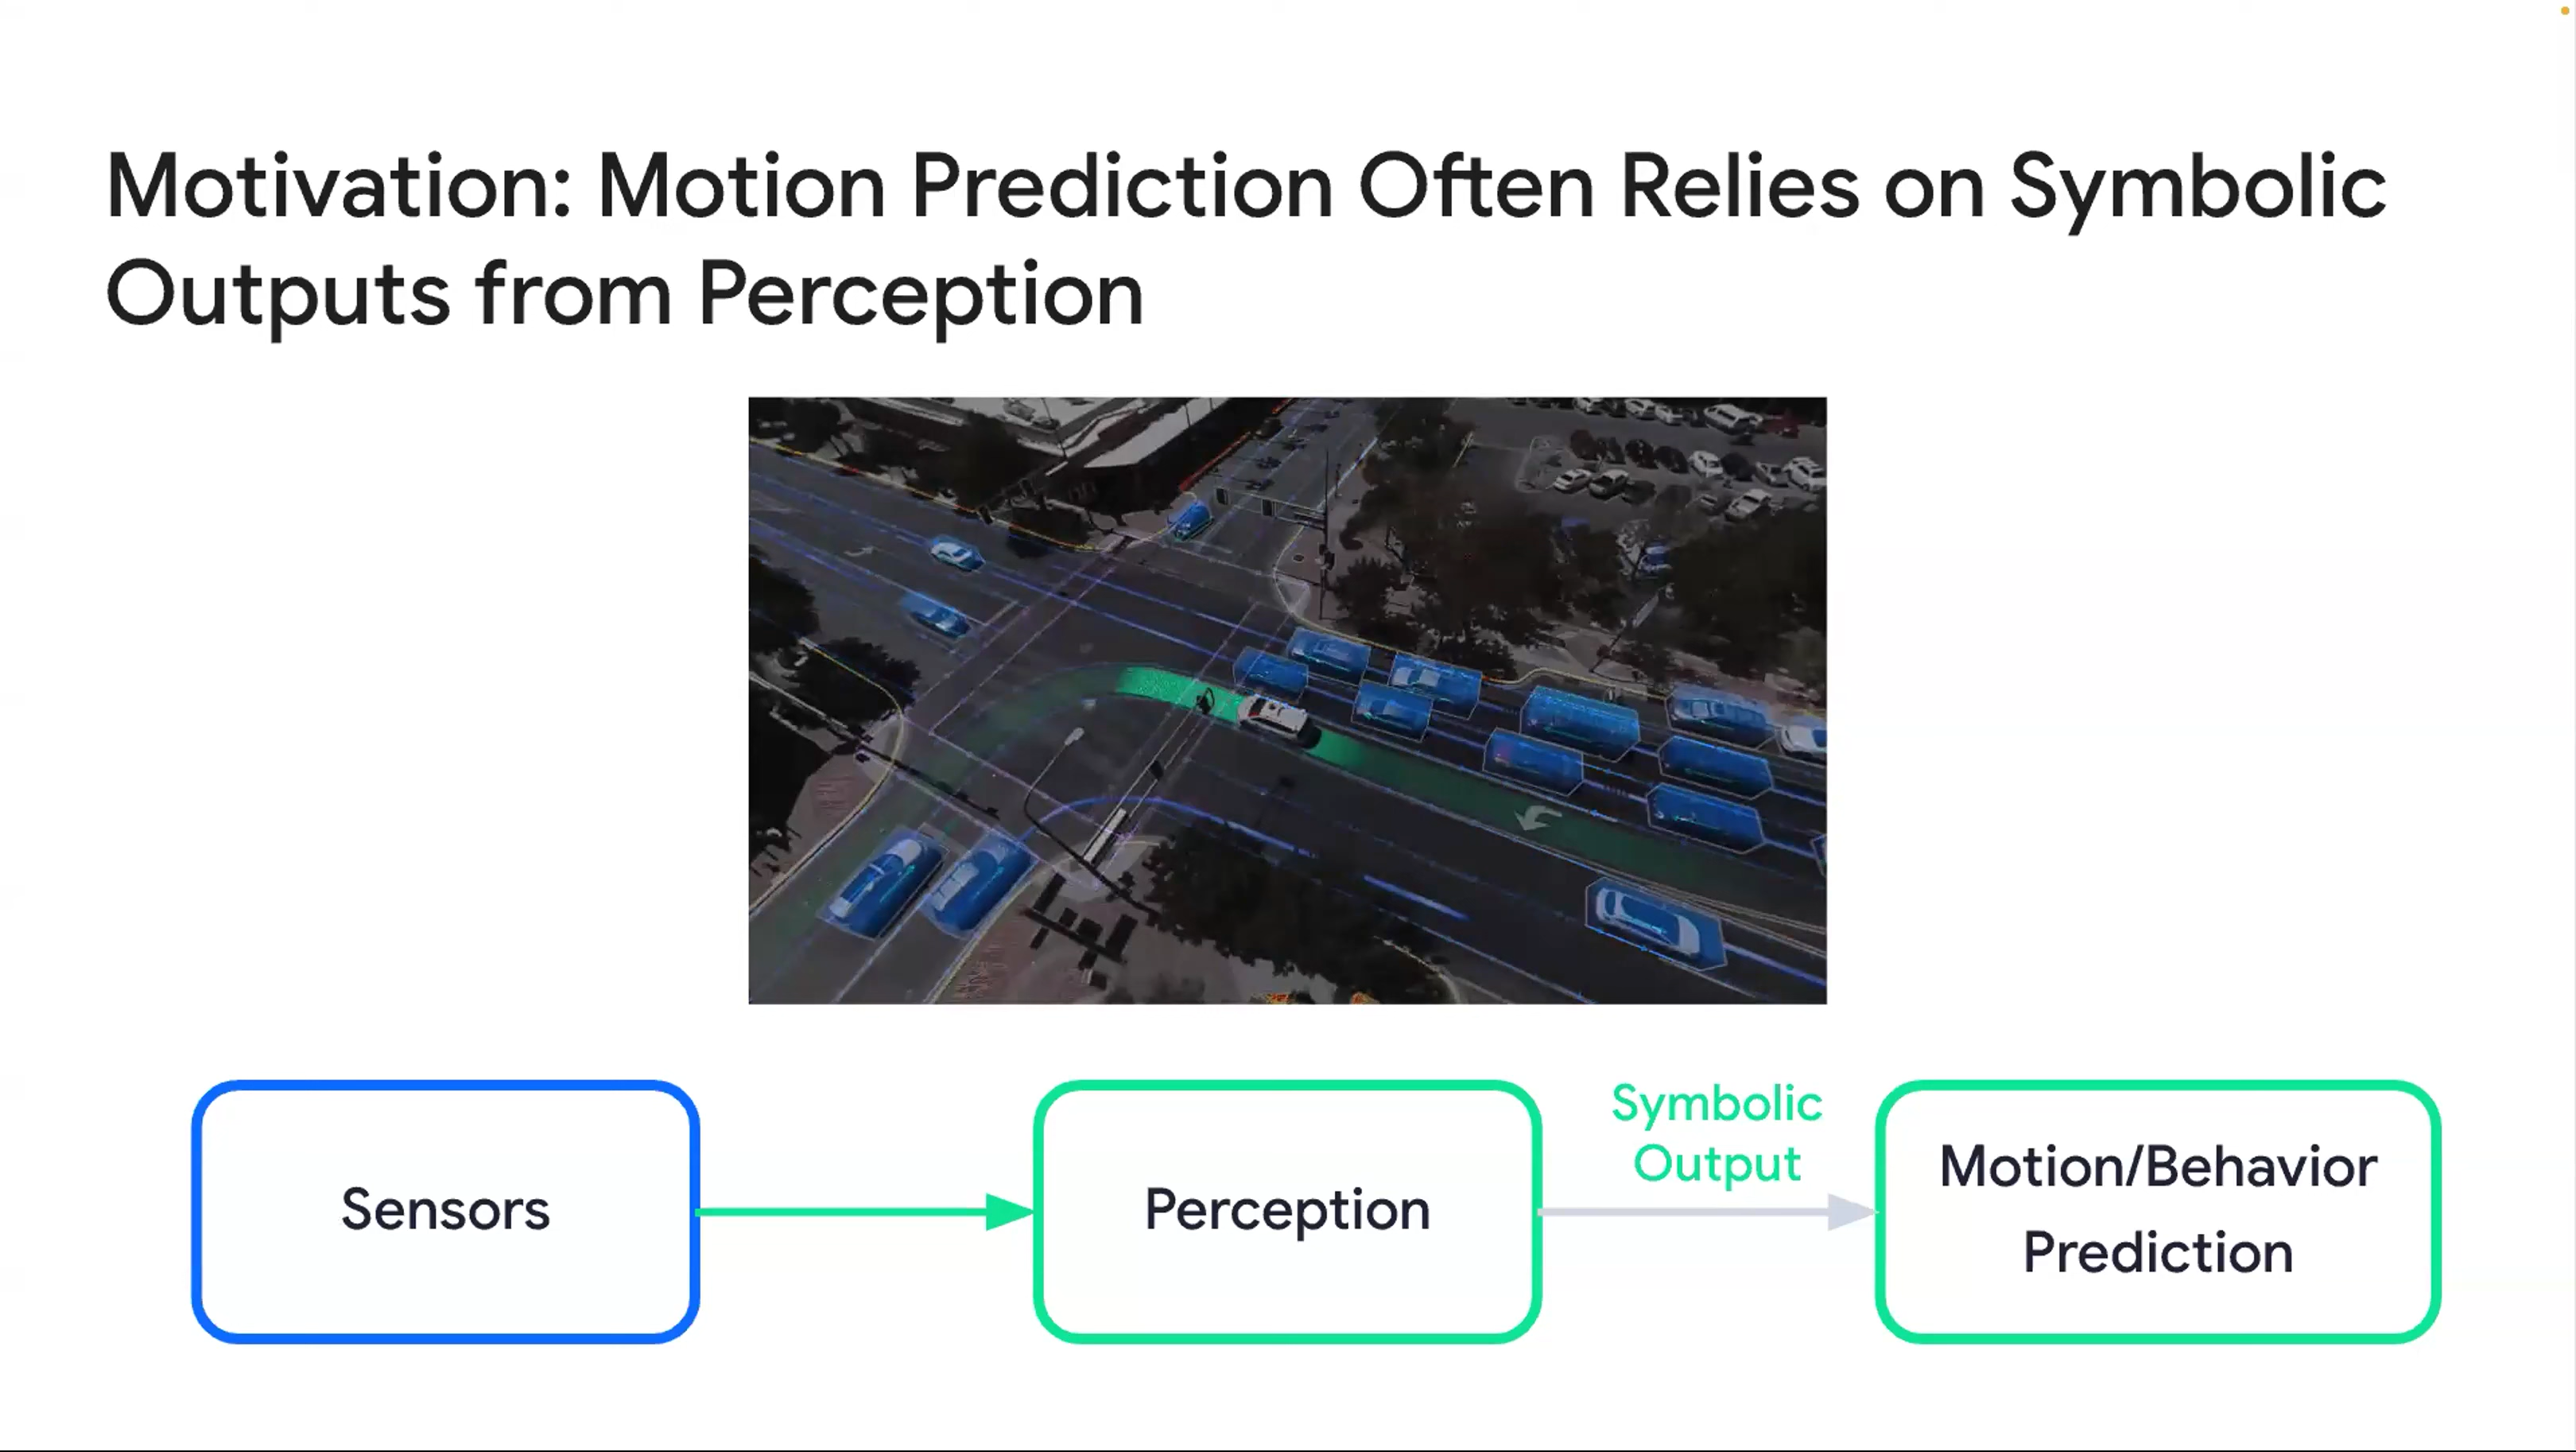 Motivation: Motion Prediction Often Relies on Symbolic
Outputs from Perception
Sensors
Perception
Symbolic
Output
Motion/Behavior
Prediction